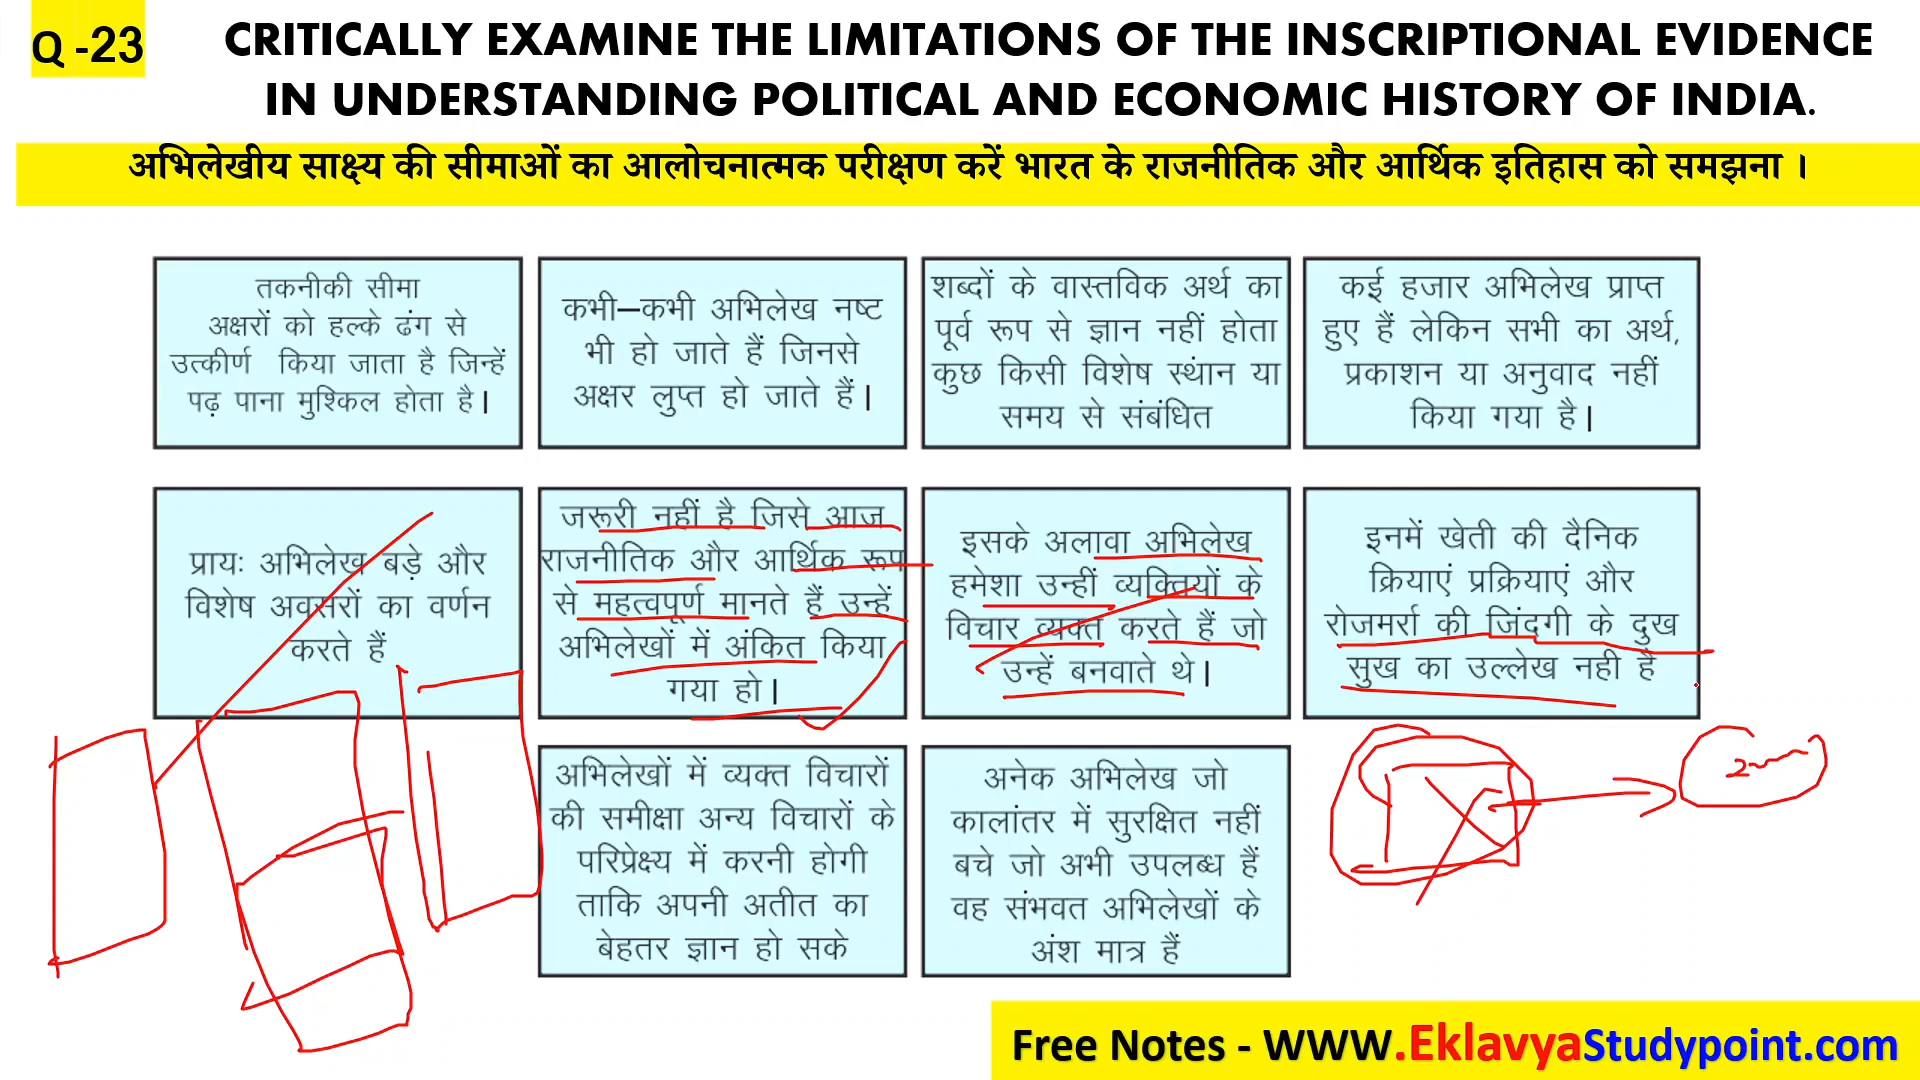 Q -23
CRITICALLY EXAMINE THE LIMITATIONS OF THE INSCRIPTIONAL EVIDENCE
IN UNDERSTANDING POLITICAL AND ECONOMIC HISTORY OF INDIA.
अभिलेखीय साक्ष्य की सीमाओं का आलोचनात्मक परीक्षण करें भारत के राजनीतिक और आर्थिक इतिहास को समझना ।
तकनीकी सीमा
अक्षरों को हल्के ढंग से
उत्कीर्ण किया जाता है जिन्हें
पढ़ पाना मुश्किल होता है।
कभी–कभी अभिलेख नष्ट
भी हो जाते हैं जिनसे
अक्षर लुप्त हो जाते हैं।
शब्दों के वास्तविक अर्थ का
पूर्व रूप से ज्ञान नहीं होता
कुछ किसी विशेष स्थान या
समय से संबंधित
कई हजार अभिलेख प्राप्त
हुए हैं लेकिन सभी का अर्थ,
प्रकाशन या अनुवाद नहीं
किया गया है।
प्रायः अभिलेख बड़े और
विशेष अवसरों का वर्णन
करते हैं
जरूरी नहीं है जिसे आज
राजनीतिक और आर्थिक रूप
से महत्वपूर्ण मानते हैं उन्हें
अभिलेखों में अंकित किया
गया हो।
इसके अलावा अभिलेख
हमेशा उन्हीं व्यक्तियों के
विचार व्यक्त करते हैं जो
उन्हें बनवाते थे।
इनमें खेती की दैनिक
क्रियाएं प्रक्रियाएं और
रोजमर्रा की जिंदगी के दुख
सुख का उल्लेख नही है
अभिलेखों में व्यक्त विचारों
की समीक्षा अन्य विचारों के
परिप्रेक्ष्य में करनी होगी
ताकि अपनी अतीत का
बेहतर ज्ञान हो सके
अनेक अभिलेख जो
कालांतर में सुरक्षित नहीं
बचे जो अभी उपलब्ध हैं
वह संभवत अभिलेखों के
अंश मात्र हैं
Free Notes - WWW.EklavyaStudypoint.com